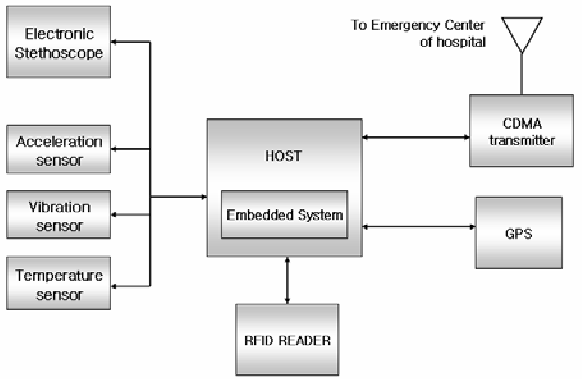 Electronic
Stethoscope
To Emergency Center
of hospital
CDMA
transmitter
Acceleration
sensor
HOST
Vibration
sensor
Embedded System
GPS
Temperature
sensor
RFID READER